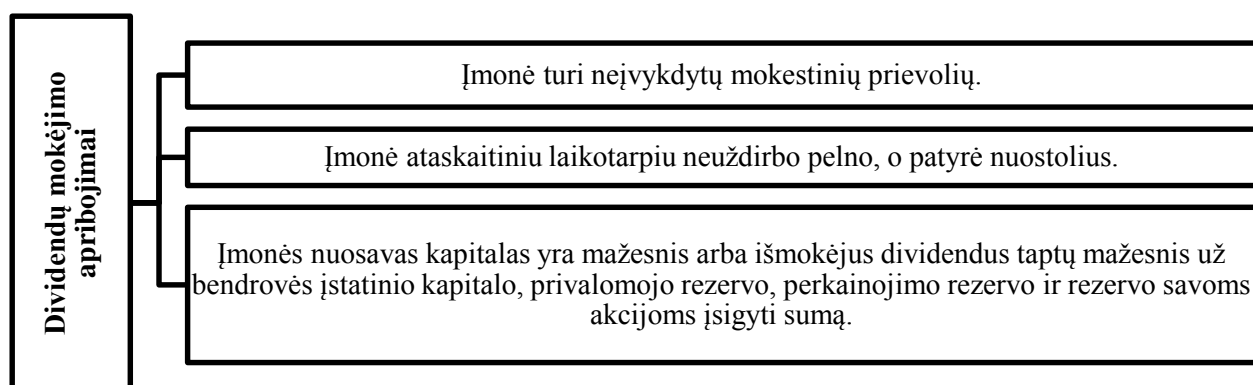 Dividendų mokėjimo
apribojimai
Įmonė turi neįvykdytų mokestinių prievolių.
Įmonė ataskaitiniu laikotarpiu neuždirbo pelno, o patyrė nuostolius.
Įmonės nuosavas kapitalas yra mažesnis arba išmokėjus dividendus taptų mažesnis už
bendrovės įstatinio kapitalo, privalomojo rezervo, perkainojimo rezervo ir rezervo savoms
akcijoms įsigyti sumą.